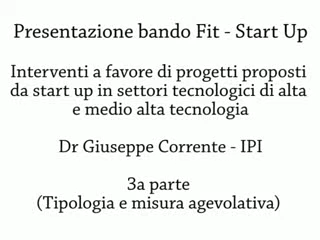 Presentazione bando Fit - Start Up
Interventi a favore di progetti proposti
da start up in settori tecnologici di alta
e medio alta tecnologia
Dr Giuseppe Corrente - IPI
3a parte
(Tipologia e misura agevolativa)